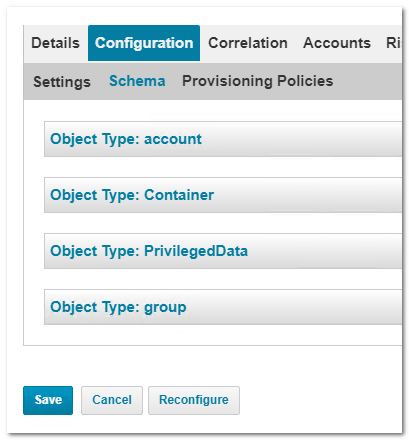 Details Configuration Correlation Accounts
Settings Schema Provisioning Policies
Object Type: account
Object Type: Container
Object Type: PrivilegedData
Object Type: group
Save Cancel Reconfigure